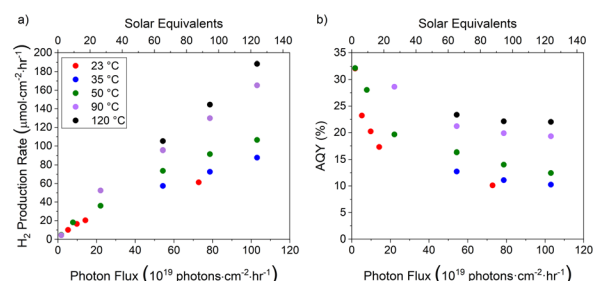 a)
Solar Equivalents
0 20 40 60 80 100 120 140
H2 Production Rate (µmol·cm-2·hr-1)
200
180
160
140
120
100
80
60
40
20
0
23 °C
35 °C
50 °C
90 °C
120 °C
0 20 40 60 80 100 120
Photon Flux (10^19 photons·cm-2·hr-1)
b)
Solar Equivalents
0 20 40 60 80 100 120 140
AQY (%)
35
30
25
20
15
10
5
0
0 20 40 60 80 100 120
Photon Flux (10^19 photons·cm-2·hr-1)